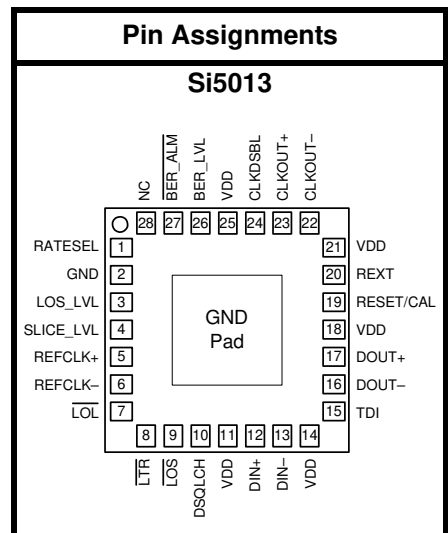 Pin Assignments
Si5013
NC
BER_ALM
BER_LVL
VDD
CLKDSBL
CLKOUT+
CLKOUT–
28 27 26 25 24 23 22
RATESEL 1
GND 2
LOS_LVL 3
SLICE_LVL 4
REFCLK+ 5
REFCLK– 6
LOL 7
GND
Pad
21 VDD
20 REXT
19 RESET/CAL
18 VDD
17 DOUT+
16 DOUT–
15 TDI
8 9 10 11 12 13 14
LTR
LOS
DSQLCH
VDD
DIN+
DIN–
VDD